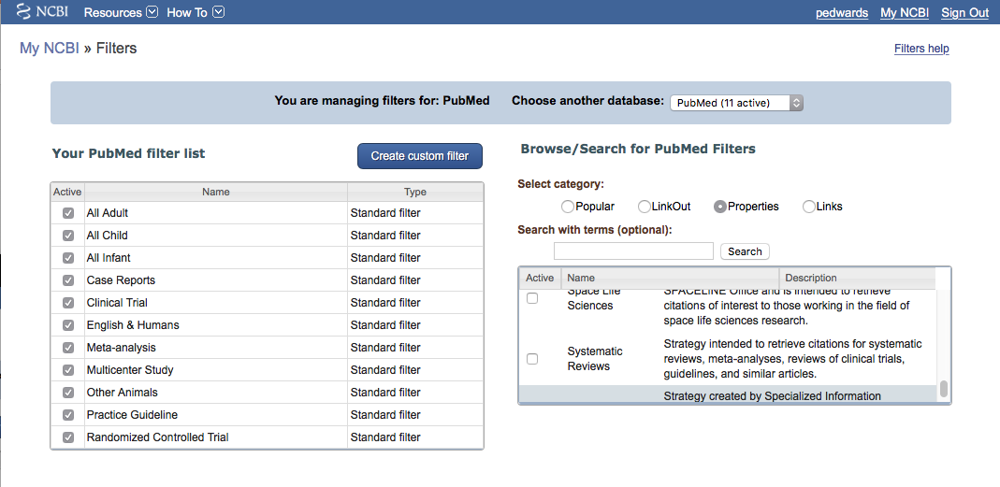 NCBI Resources How To pedwards My NCBI Sign Out
My NCBI » Filters Filters help
You are managing filters for: PubMed Choose another database: PubMed (11 active)
Your PubMed filter list
Create custom filter
Active Name Type
All Adult Standard filter
All Child Standard filter
All Infant Standard filter
Case Reports Standard filter
Clinical Trial Standard filter
English & Humans Standard filter
Meta-analysis Standard filter
Multicenter Study Standard filter
Other Animals Standard filter
Practice Guideline Standard filter
Randomized Controlled Trial Standard filter
Browse/Search for PubMed Filters
Select category:
Popular LinkOut Properties Links
Search with terms (optional):
Search
Active Name Description
Space Life
Sciences
SPACELINE Office and is intended to retrieve
citations of interest to those working in the field of
space life sciences research.
Systematic
Reviews
Strategy intended to retrieve citations for systematic
reviews, meta-analyses, reviews of clinical trials,
guidelines, and similar articles.
Strategy created by Specialized Information